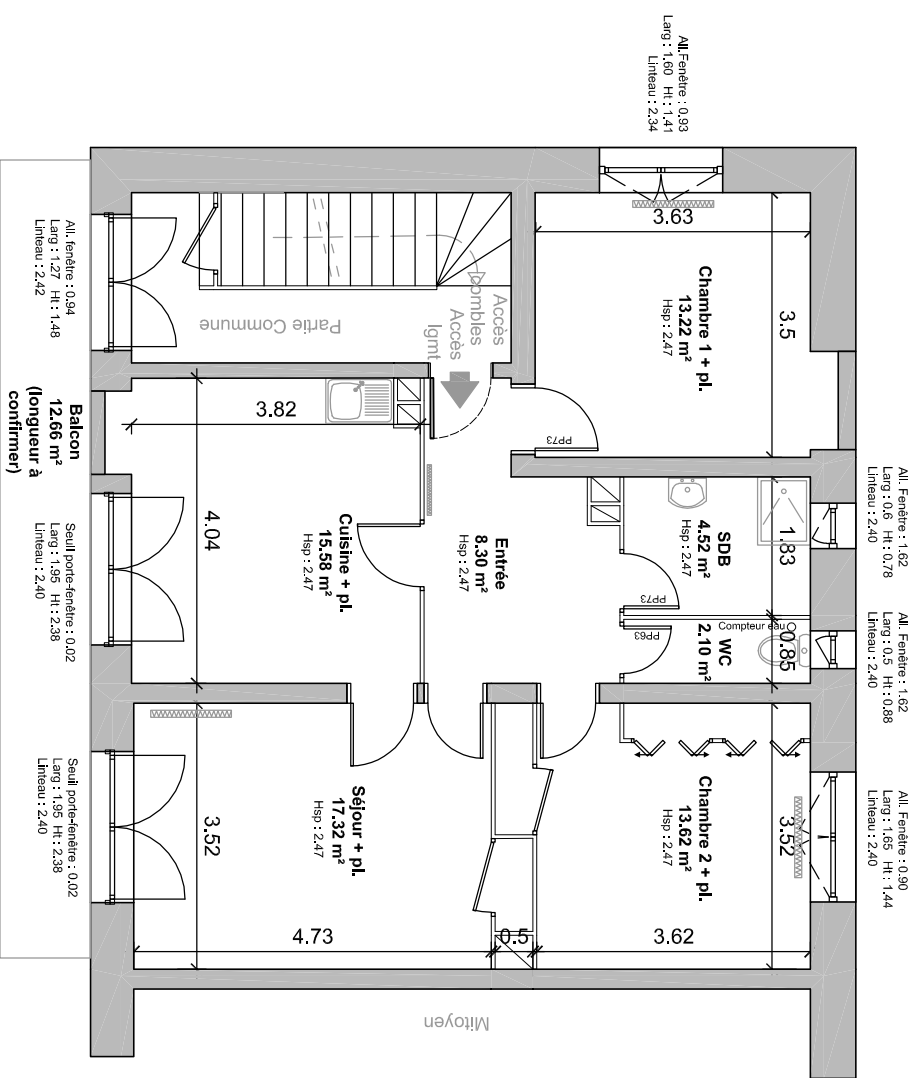 All.Fenêtre : 0.93
Larg : 1.60  Ht : 1.41
Linteau : 2.34
All. Fenêtre : 1.62
Larg : 0.6  Ht : 0.78
Linteau : 2.40
All. Fenêtre : 1.62
Larg : 0.5  Ht : 0.88
Linteau : 2.40
All. Fenêtre : 0.90
Larg : 1.65  Ht : 1.44
Linteau : 2.40
3.63
3.5
Chambre 1 + pl.
13.22 m²
Hsp : 2.47
PP73
1.83
SDB
4.52 m²
Hsp : 2.47
PP73
Compteur eau
0.85
WC
2.10 m²
PP63
Chambre 2 + pl.
13.62 m²
Hsp : 2.47
3.52
3.62
0.5
Entrée
8.30 m²
Hsp : 2.47
Accès
combles
Accès
lgmt
Partie Commune
3.82
4.04
Cuisine + pl.
15.58 m²
Hsp : 2.47
Séjour + pl.
17.32 m²
Hsp : 2.47
3.52
4.73
Mitoyen
All. fenêtre : 0.94
Larg : 1.27  Ht : 1.48
Linteau : 2.42
Balcon
12.66 m²
(longueur à
confirmer)
Seuil porte-fenêtre : 0.02
Larg : 1.95  Ht : 2.38
Linteau : 2.40
Seuil porte-fenêtre : 0.02
Larg : 1.95  Ht : 2.38
Linteau : 2.40